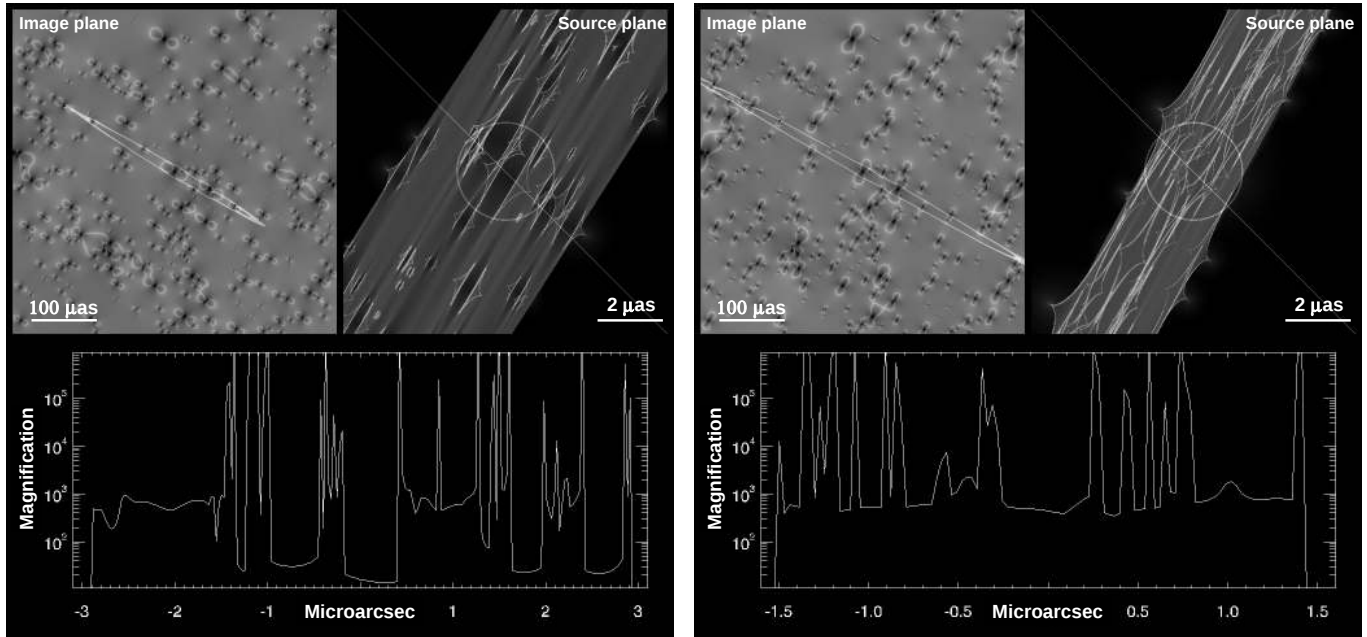 Image plane
Source plane
100 µas
2 µas
Magnification
10⁵
10⁴
10³
10²
-3 -2 -1 Microarcsec 1 2 3
Image plane
Source plane
100 µas
2 µas
Magnification
10⁵
10⁴
10³
10²
-1.5 -1.0 -0.5 Microarcsec 0.5 1.0 1.5